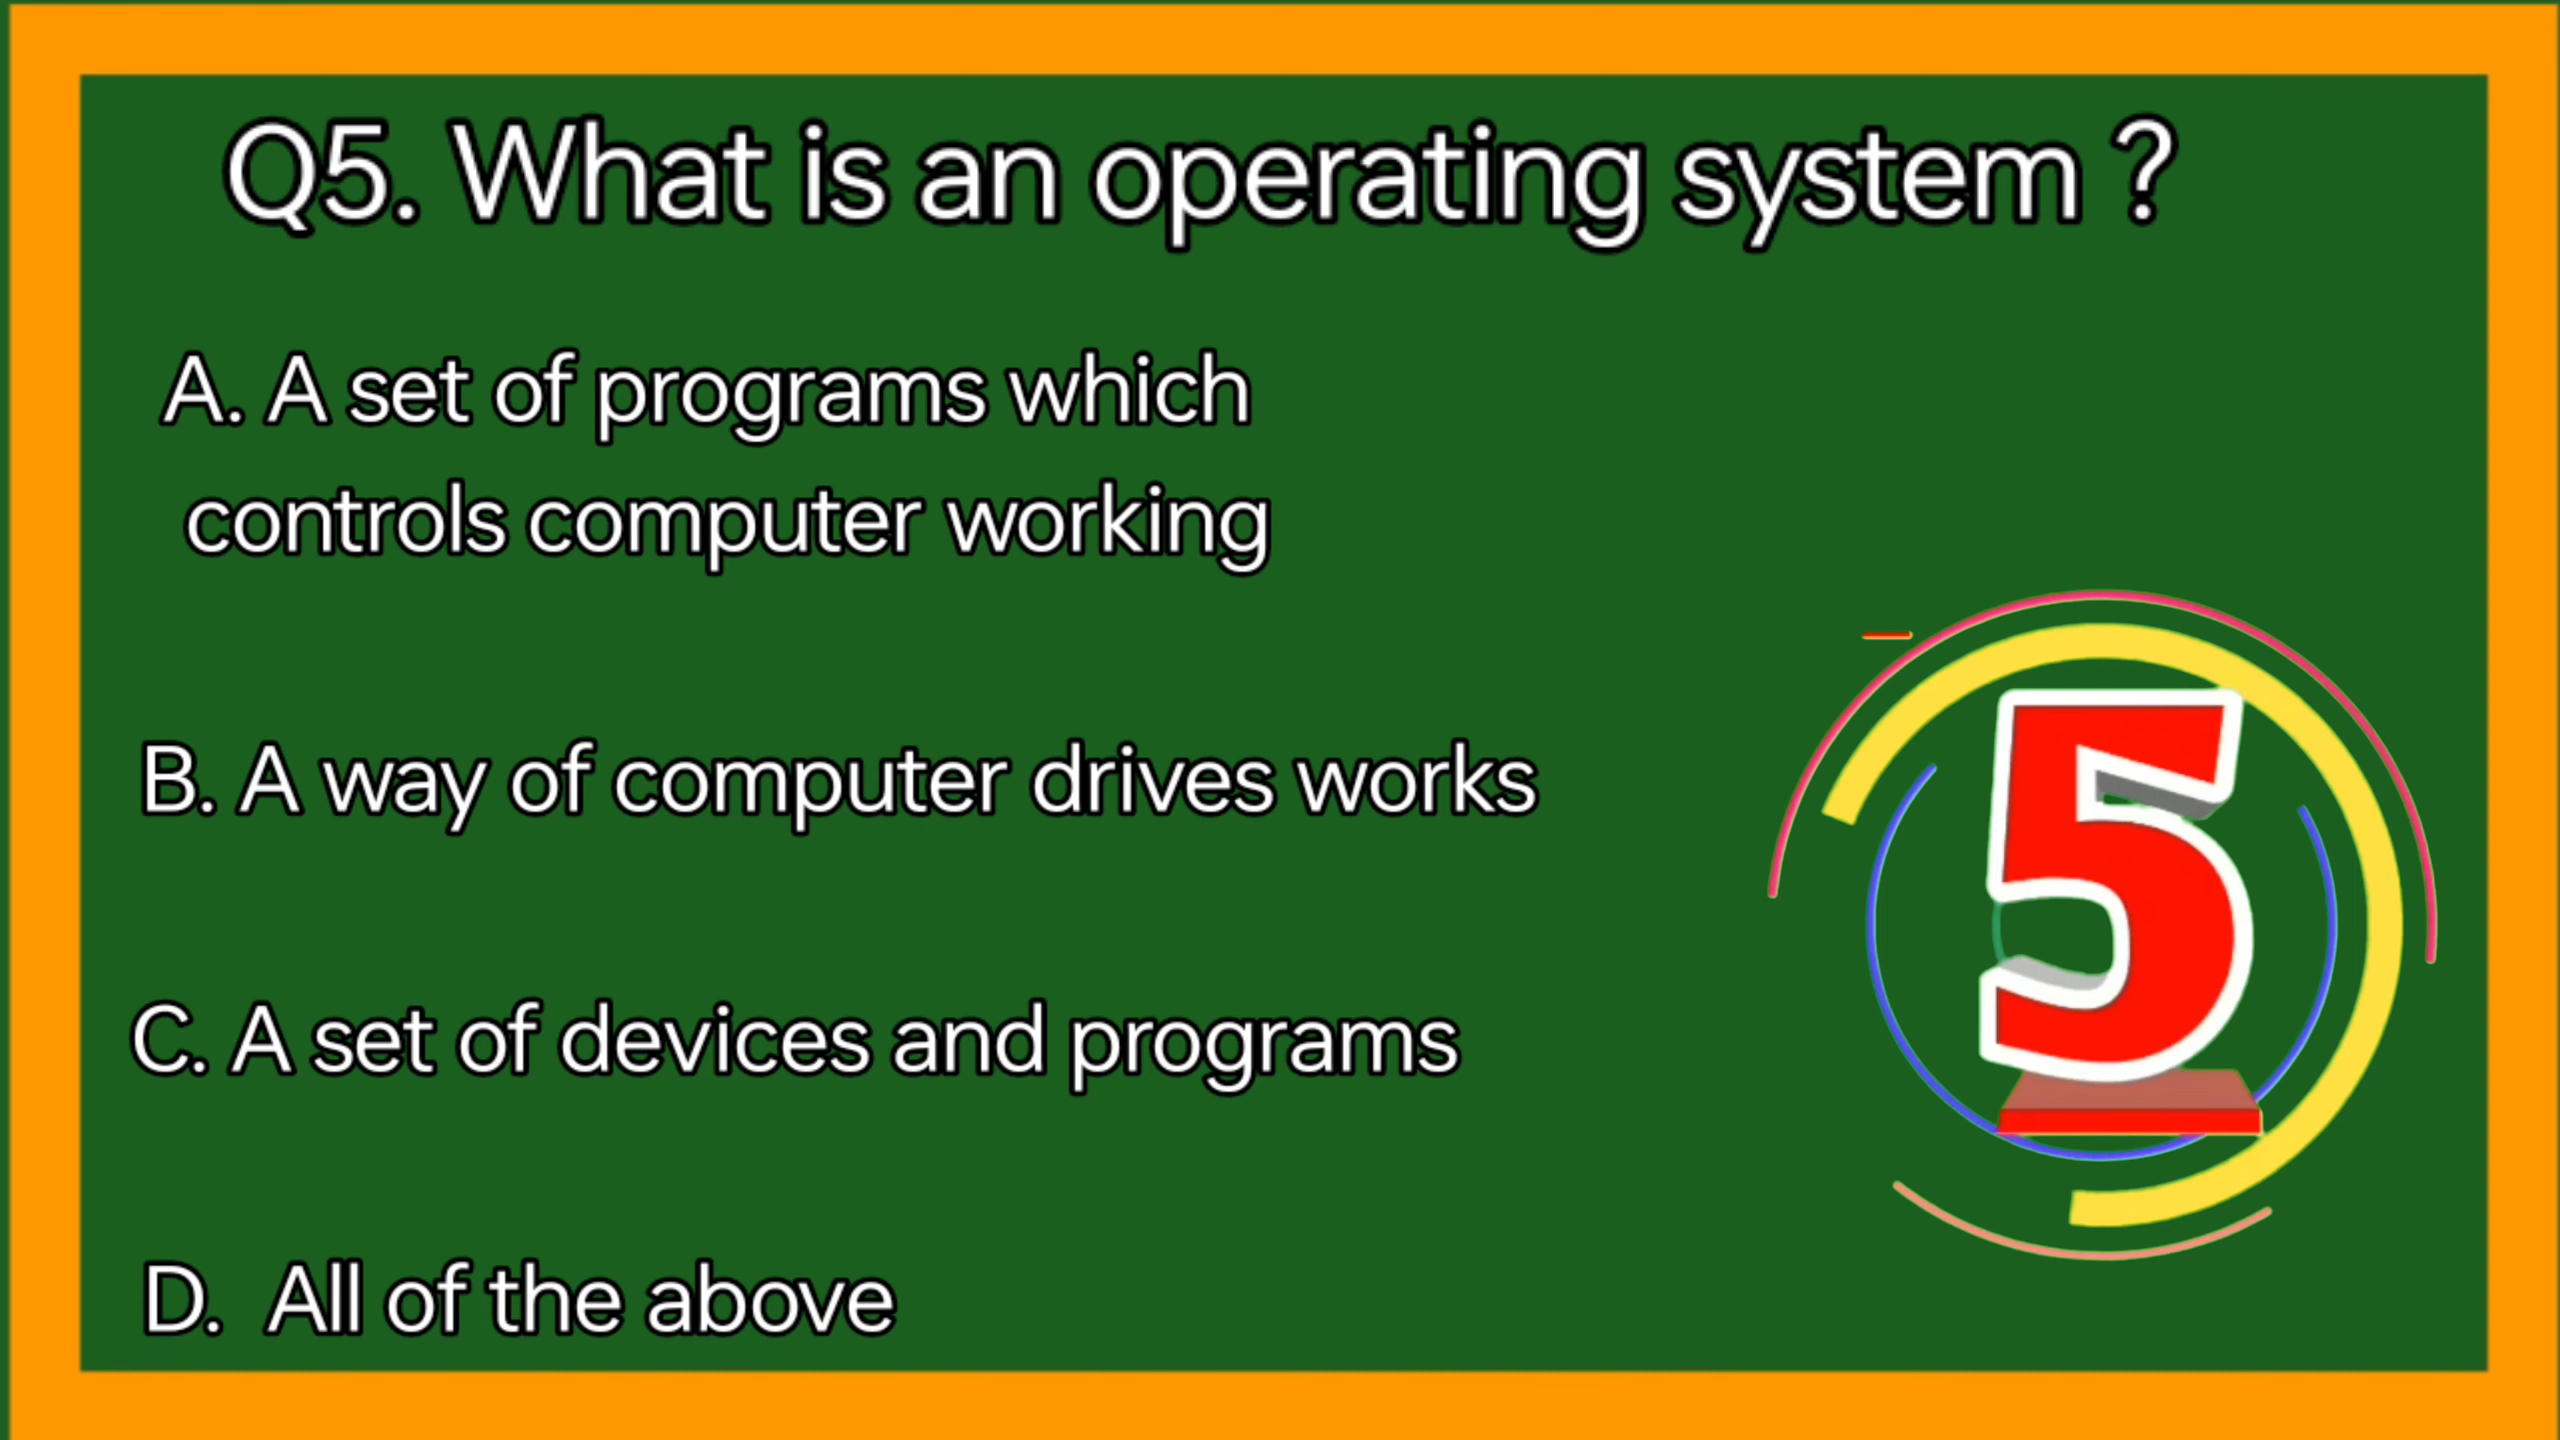 Q5. What is an operating system ?
A. A set of programs which
controls computer working
B. A way of computer drives works
5
C. A set of devices and programs
D. All of the above